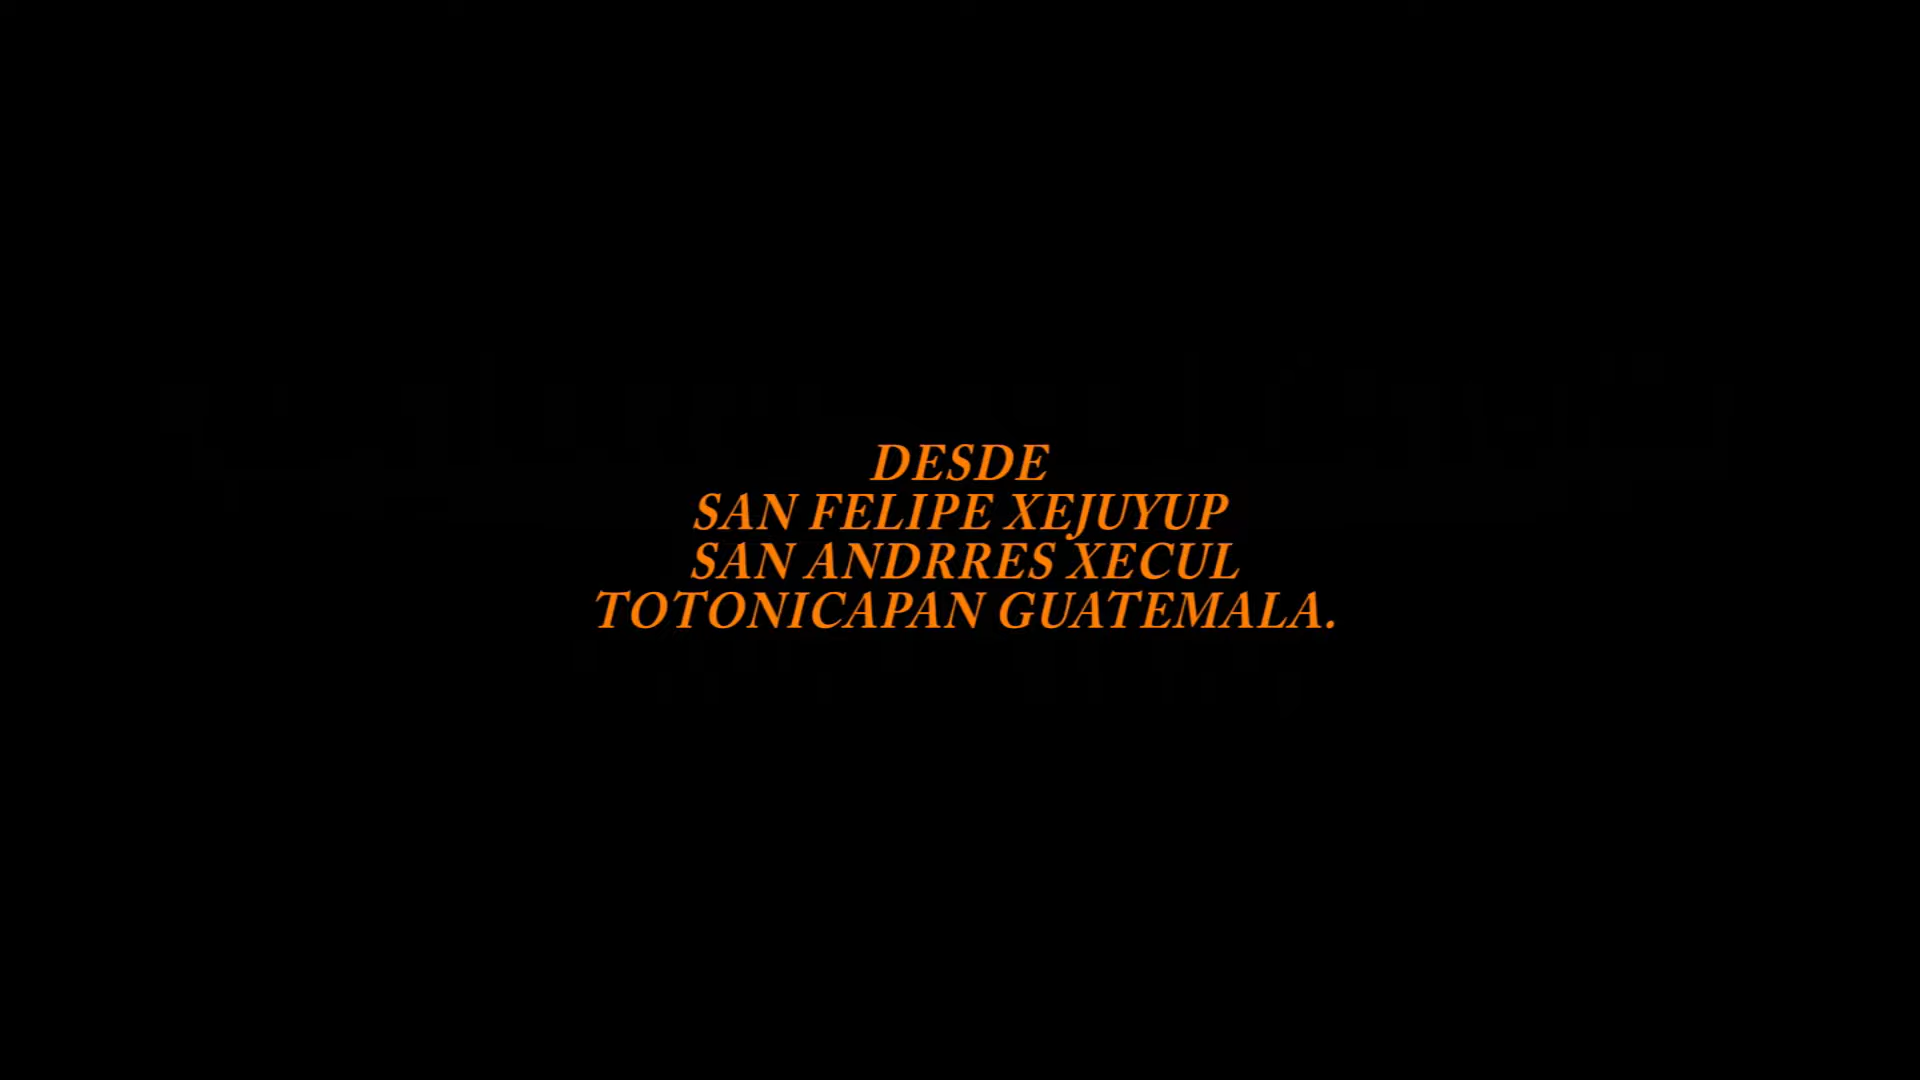 DESDE
SAN FELIPE XEJUYUP
SAN ANDRRES XECUL
TOTONICAPAN GUATEMALA.